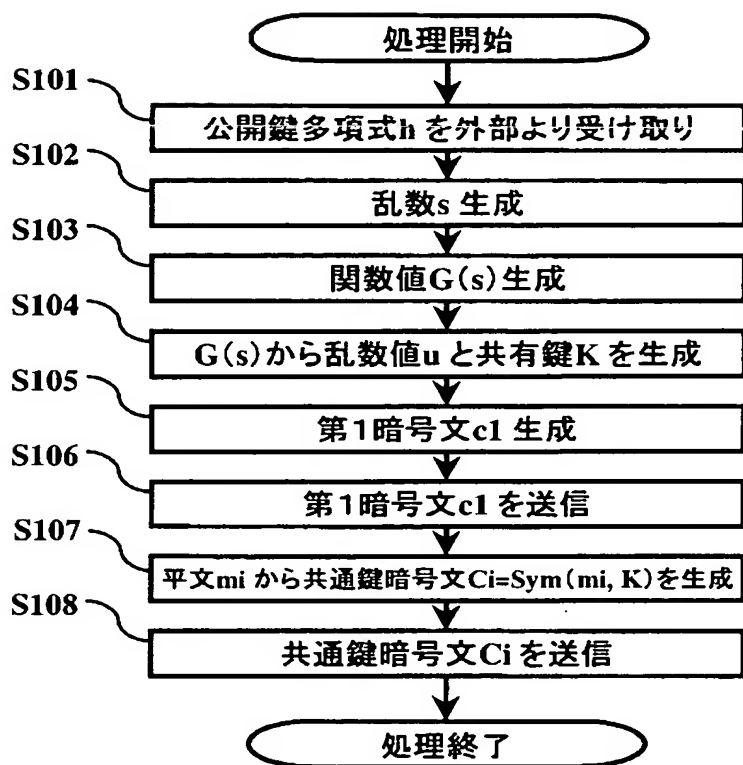 処理開始
S101
公開鍵多項式hを外部より受け取り
S102
乱数s 生成
S103
関数値G(s)生成
S104
G(s)から乱数値uと共有鍵Kを生成
S105
第1暗号文c1 生成
S106
第1暗号文c1を送信
S107
平文miから共通鍵暗号文Ci=Sym(mi, K)を生成
S108
共通鍵暗号文Ciを送信
処理終了